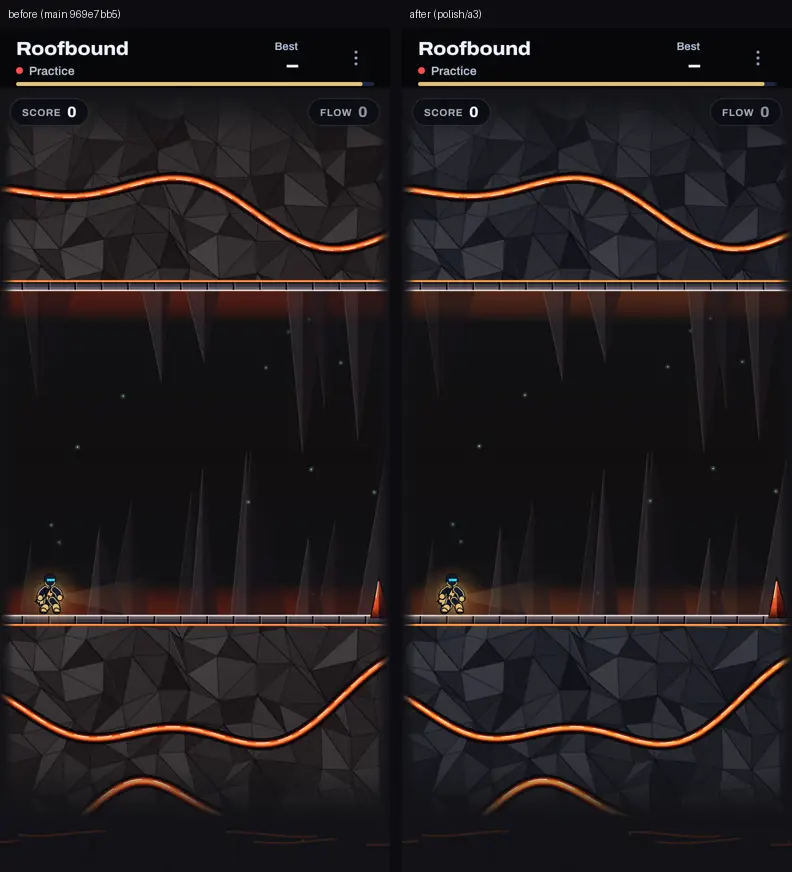 before (main 969e7bb5)
Roofbound
Best
Practice
–
SCORE 0
FLOW 0
after (polish/a3)
Roofbound
Best
Practice
–
SCORE 0
FLOW 0